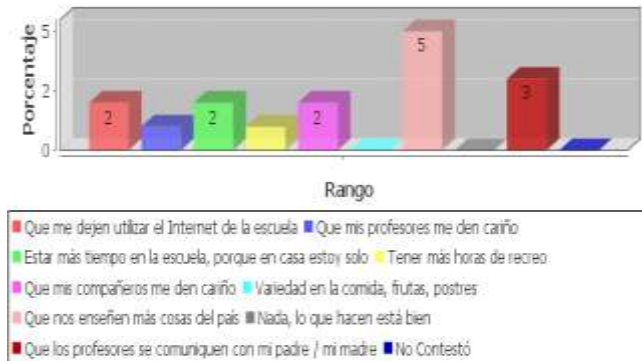 5
5
3
Porcentaje
2
2
2
2
0
Rango
Que me dejen utilizar el Internet de la escuela Que mis profesores me den cariño
Estar más tiempo en la escuela, porque en casa estoy solo Tener más horas de recreo
Que mis compañeros me den cariño Variedad en la comida, frutas, postres
Que nos enseñen más cosas del país Nada, lo que hacen está bien
Que los profesores se comuniquen con mi padre / mi madre No Contestó